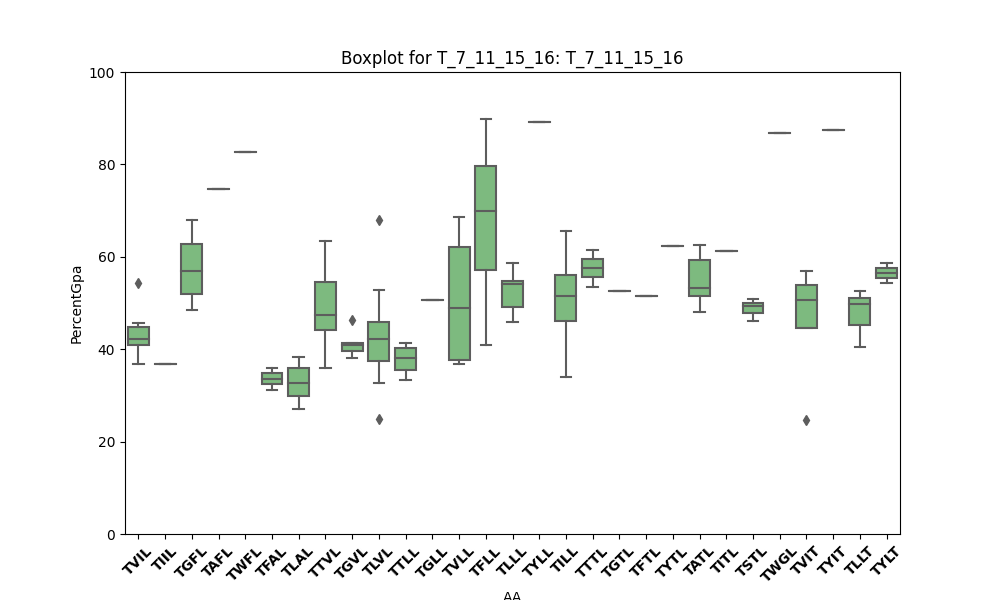 Boxplot for T_7_11_15_16: T_7_11_15_16
PercentGpa
100
80
60
40
20
0
TVIL TIIL TGFL TAFL TWFL TFAL TLAL TTVL TGVL TLVL TTLL TGLL TVLL TFLL TLLL TYLL TILL TTTL TGTL TFTL TYTL TATL TITL TSTL TWGL TVIT TYIT TLLT TYLT
AA